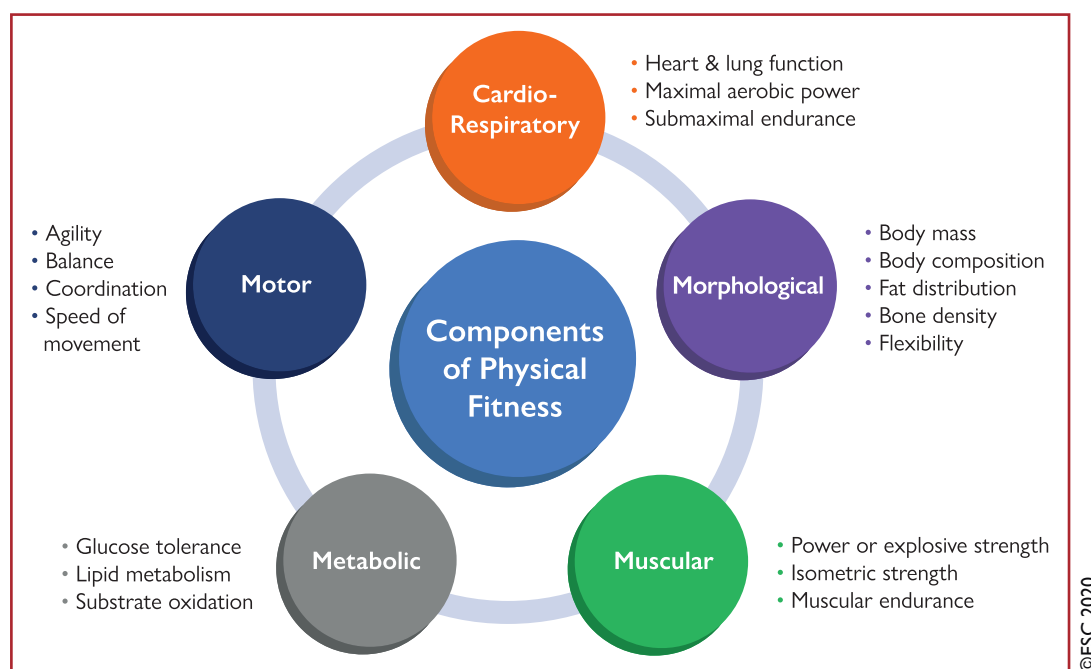 Cardio-
Respiratory
• Heart & lung function
• Maximal aerobic power
• Submaximal endurance
Morphological
• Body mass
• Body composition
• Fat distribution
• Bone density
• Flexibility
Muscular
• Power or explosive strength
• Isometric strength
• Muscular endurance
Metabolic
• Glucose tolerance
• Lipid metabolism
• Substrate oxidation
Motor
• Agility
• Balance
• Coordination
• Speed of
movement
Components
of Physical
Fitness
©ESC 2020